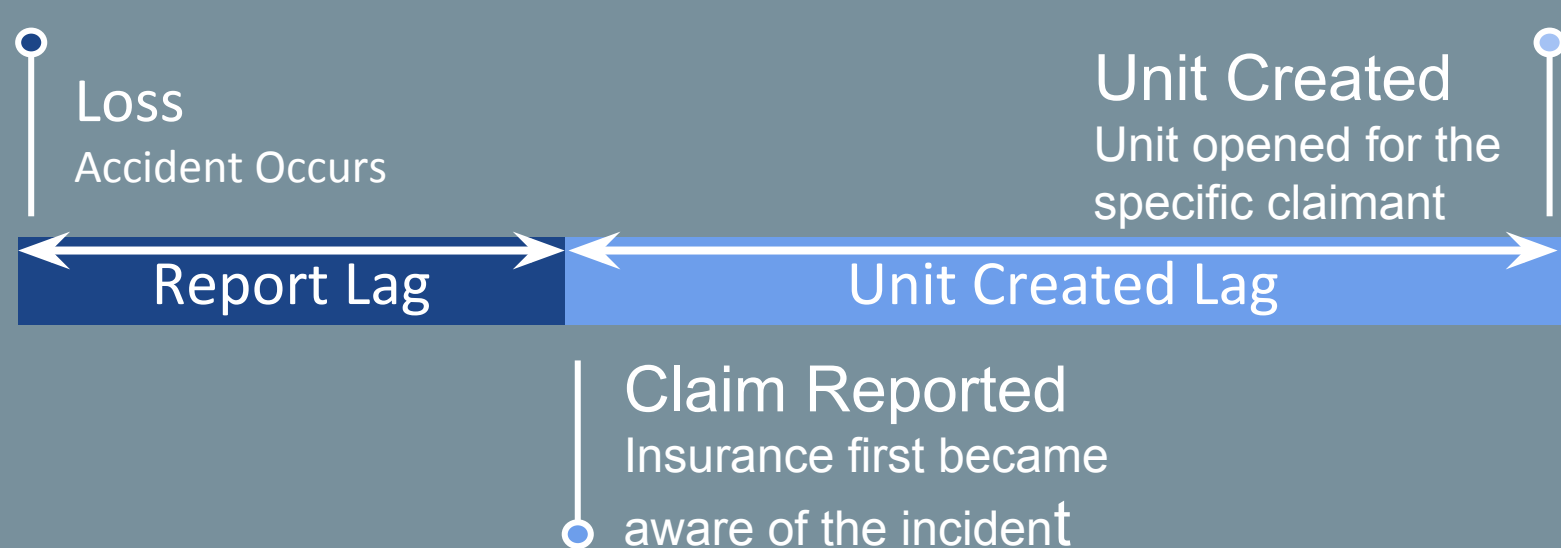 Loss
Accident Occurs
Unit Created
Unit opened for the
specific claimant
Report Lag
Unit Created Lag
Claim Reported
Insurance first became
aware of the incident